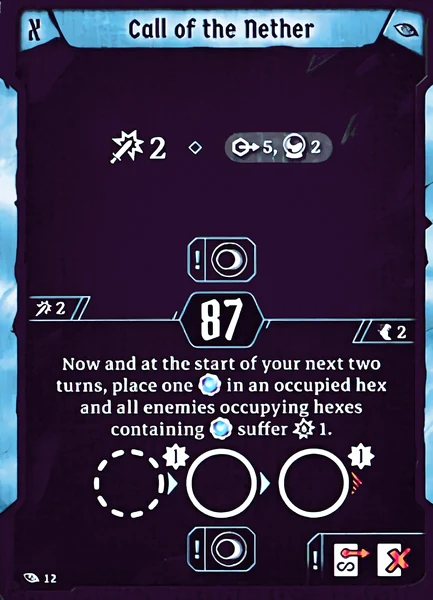 א Call of the Nether
2 5, 2
!
2 87 2
Now and at the start of your next two
turns, place one in an occupied hex
and all enemies occupying hexes
containing suffer 1.
1 1
! !
S X
12